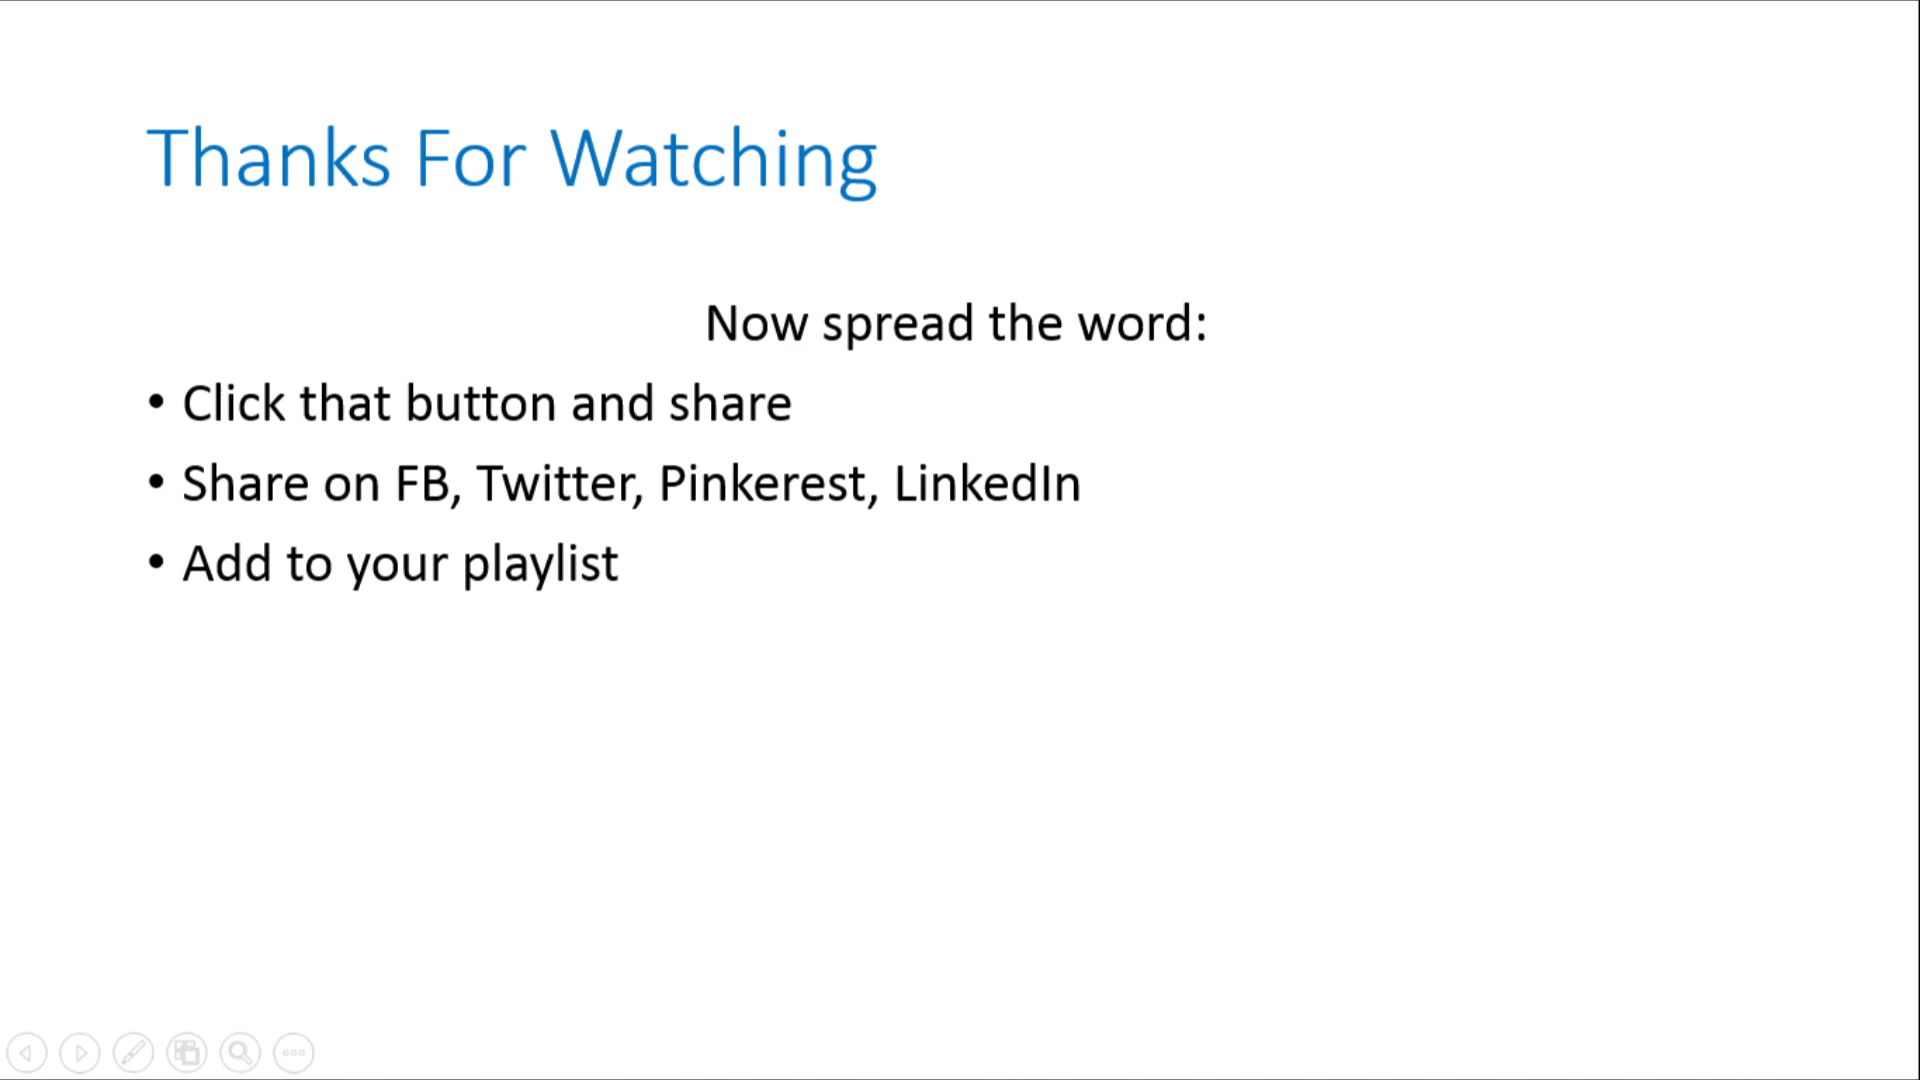 Thanks For Watching
Now spread the word:
• Click that button and share
• Share on FB, Twitter, Pinkerest, LinkedIn
• Add to your playlist